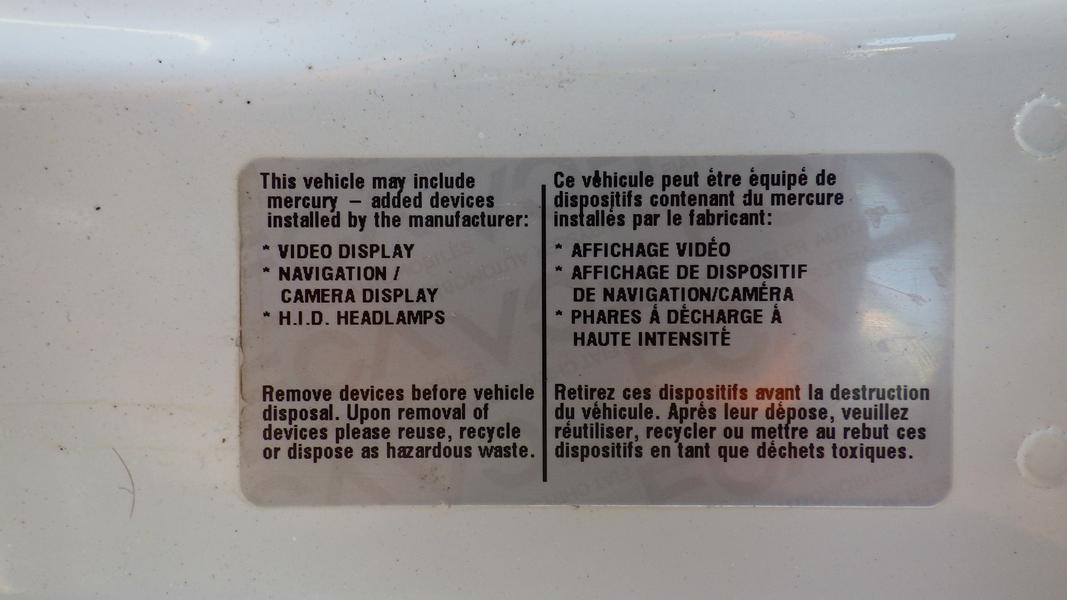 This vehicle may include
mercury – added devices
installed by the manufacturer:
* VIDEO DISPLAY
* NAVIGATION /
CAMERA DISPLAY
* H.I.D. HEADLAMPS
Remove devices before vehicle
disposal. Upon removal of
devices please reuse, recycle
or dispose as hazardous waste.
Ce véhicule peut être équipé de
dispositifs contenant du mercure
installés par le fabricant:
* AFFICHAGE VIDÉO
* AFFICHAGE DE DISPOSITIF
DE NAVIGATION/CAMÉRA
* PHARES Á DÉCHARGE Á
HAUTE INTENSITÉ
Retirez ces dispositifs avant la destruction
du véhicule. Après leur dépose, veuillez
réutiliser, recycler ou mettre au rebut ces
dispositifs en tant que déchets toxiques.